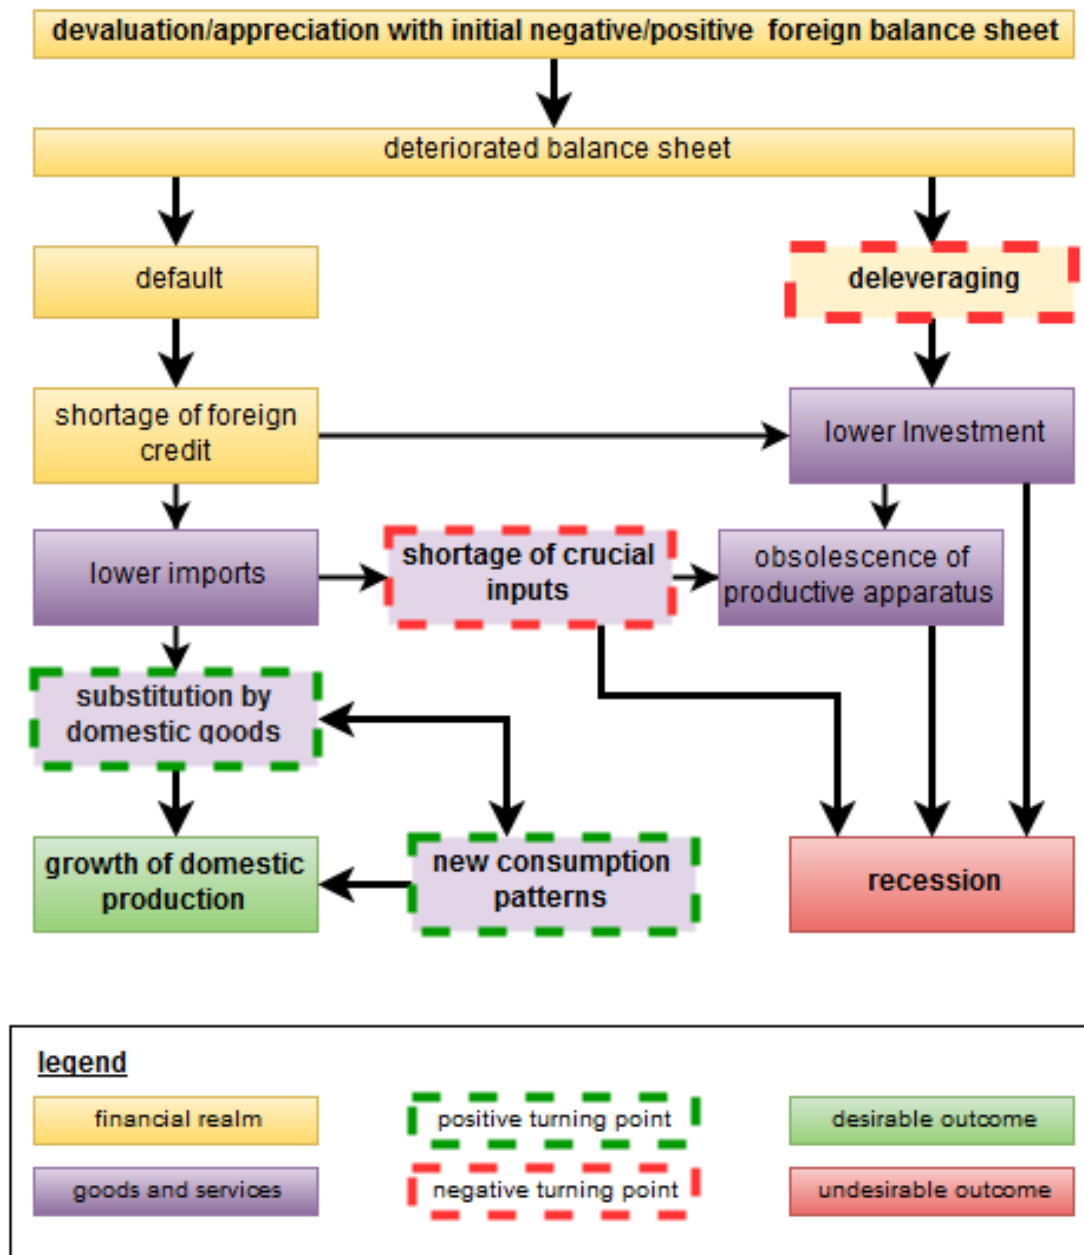 devaluation/appreciation with initial negative/positive foreign balance sheet
deteriorated balance sheet
default
deleveraging
shortage of foreign
credit
lower Investment
lower imports
shortage of crucial
inputs
obsolescence of
productive apparatus
substitution by
domestic goods
growth of domestic
production
new consumption
patterns
recession
legend
financial realm
positive turning point
desirable outcome
goods and services
negative turning point
undesirable outcome